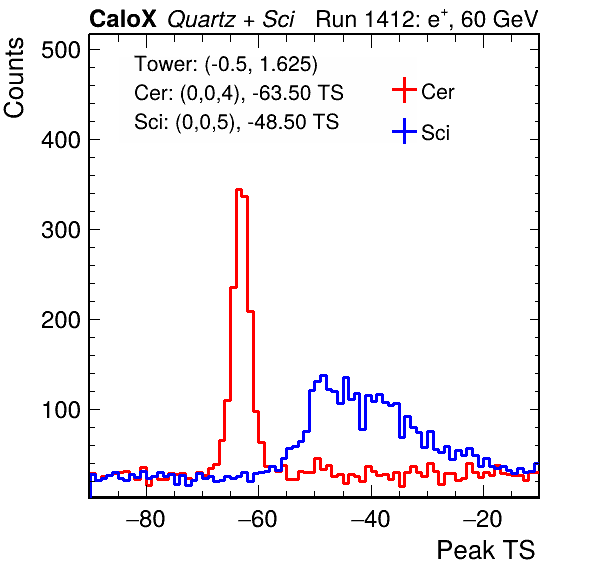 CaloX Quartz + Sci Run 1412: e⁺, 60 GeV
Counts
500
400
300
200
100
Tower: (-0.5, 1.625)
Cer: (0,0,4), -63.50 TS
Sci: (0,0,5), -48.50 TS
Cer
Sci
−80 −60 −40 −20
Peak TS